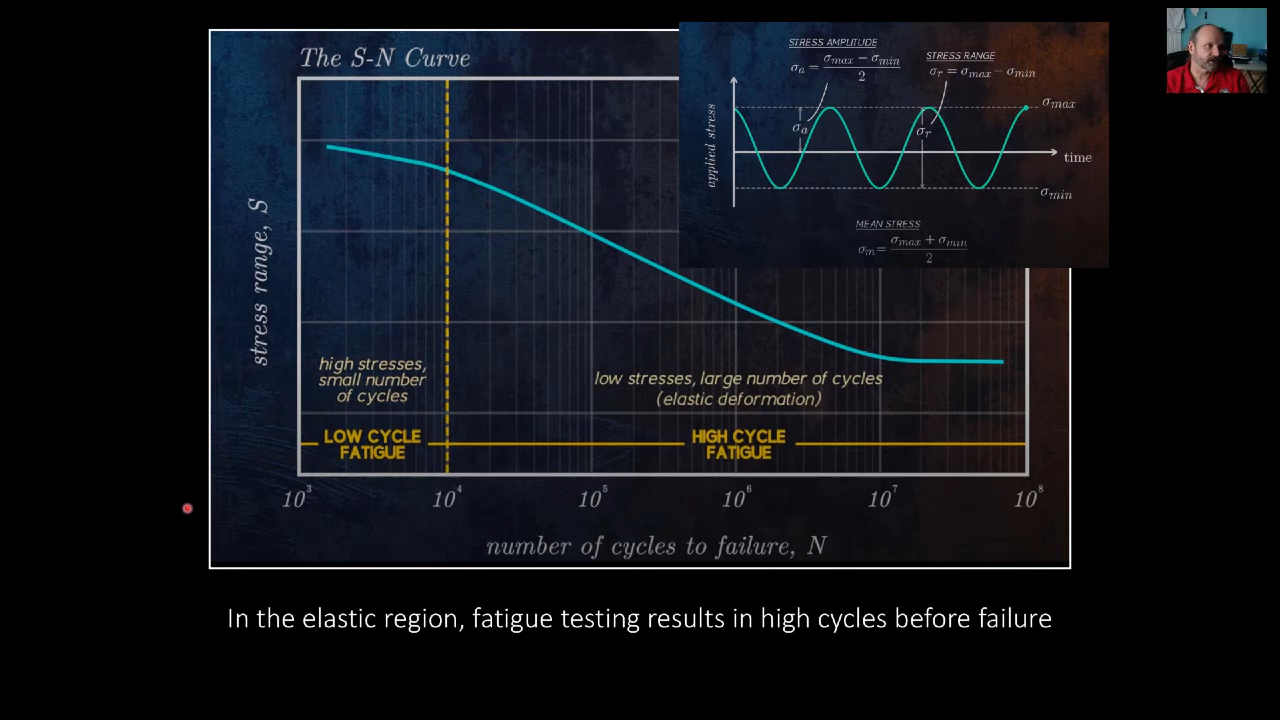 The S-N Curve
STRESS AMPLITUDE
σa = σmax − σmin / 2
STRESS RANGE
σr = σmax − σmin
applied stress
σa
σr
σmax
time
σmin
MEAN STRESS
σm = σmax + σmin / 2
stress range, S
high stresses,
small number
of cycles
low stresses, large number of cycles
(elastic deformation)
LOW CYCLE
FATIGUE
HIGH CYCLE
FATIGUE
10³ 10⁴ 10⁵ 10⁶ 10⁷ 10⁸
number of cycles to failure, N
In the elastic region, fatigue testing results in high cycles before failure